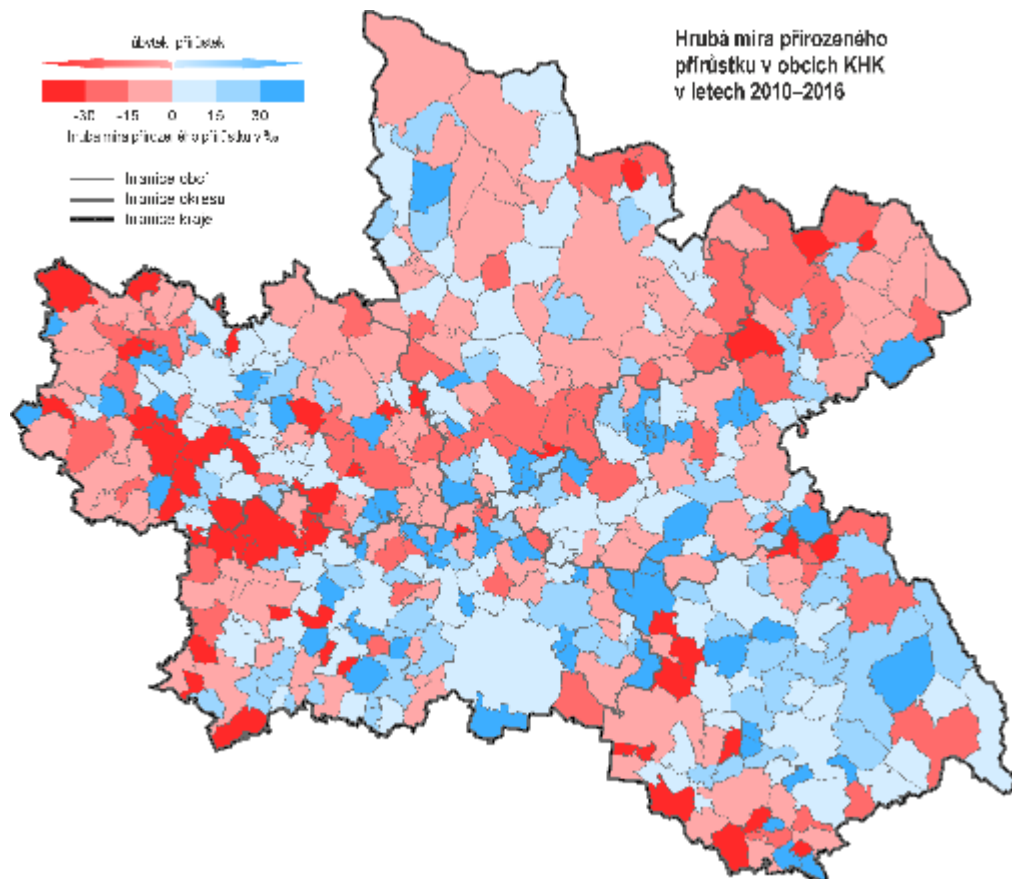 Hrubá míra přirozeného
přírůstku v obcích KHK
v letech 2010–2016
úbytek přírůstek
-30 -15 0 15 30
hrubá míra přirozeného přírůstku v ‰
hranice obcí
hranice okresu
hranice kraje